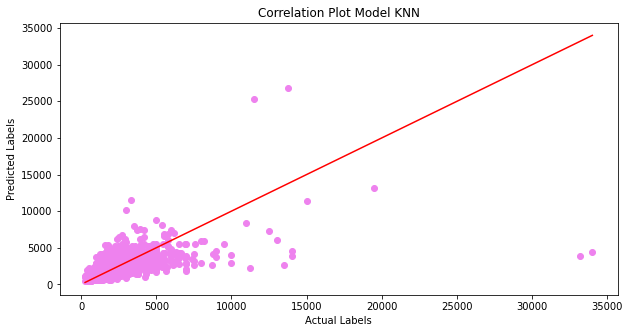 Correlation Plot Model KNN
35000
30000
25000
20000
15000
10000
5000
0
Predicted Labels
0 5000 10000 15000 20000 25000 30000 35000
Actual Labels